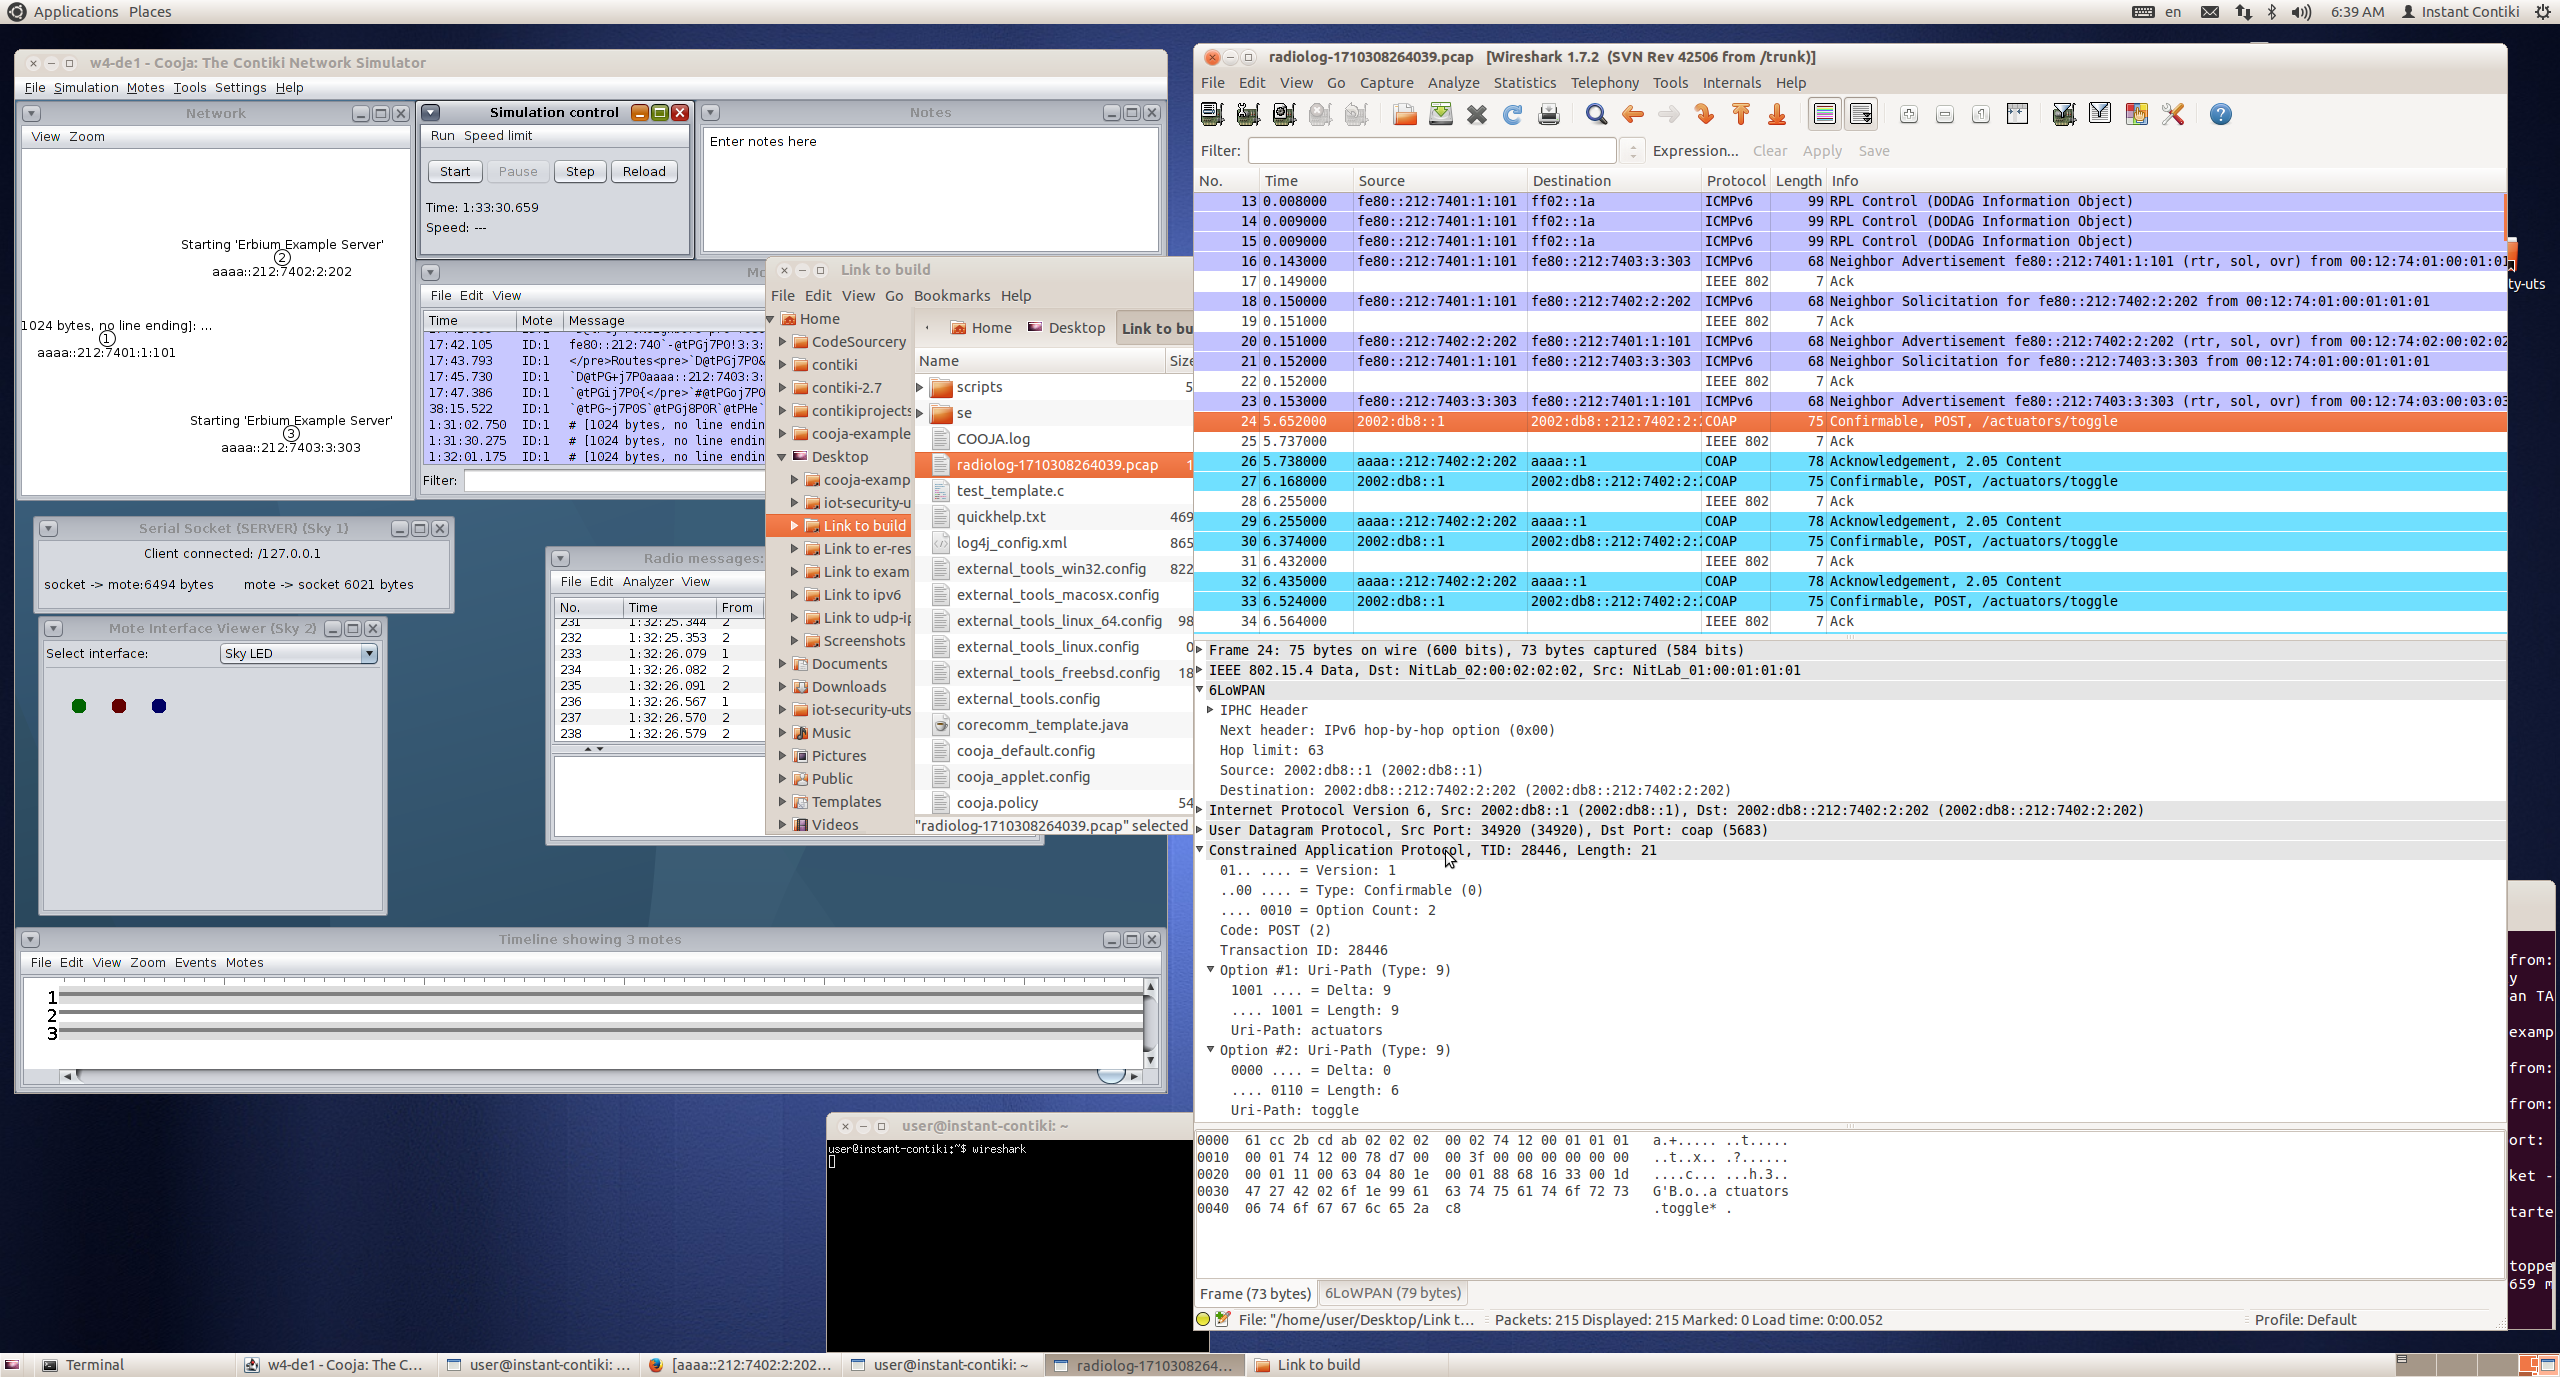 Applications Places
en 6:39 AM Instant Contiki
w4-de1 - Cooja: The Contiki Network Simulator
File Simulation Motes Tools Settings Help
Network
View Zoom
Starting 'Erbium Example Server'
2
aaaa::212:7402:2:202
1024 bytes, no line ending]: ...
1
aaaa::212:7401:1:101
Starting 'Erbium Example Server'
3
aaaa::212:7403:3:303
Simulation control
Run Speed limit
Start Pause Step Reload
Time: 1:33:30.659
Speed: ---
Notes
Enter notes here
File Edit View
Time Mote Message
17:42.105 ID:1 fe80::212:740`-@tPGj7P0!3:3:
17:43.793 ID:1 </pre>Routes<pre>`D@tPGj7P0&
17:45.730 ID:1 `D@tPG+j7P0aaaa::212:7403:3:
17:47.386 ID:1 `@tPGij7P0{</pre>`#@tPGoj7P0
38:15.522 ID:1 `@tPG~j7P0S`@tPGj8P0R`@tPHe`
1:31:02.750 ID:1 # [1024 bytes, no line endin
1:31:30.275 ID:1 # [1024 bytes, no line endin
1:32:01.175 ID:1 # [1024 bytes, no line endin
Filter:
Serial Socket (SERVER) (Sky 1)
Client connected: /127.0.0.1
socket -> mote:6494 bytes mote -> socket 6021 bytes
Mote Interface Viewer (Sky 2)
Select interface: Sky LED
Radio messages:
File Edit Analyzer View
No. Time From
231 1:32:25.344 2
232 1:32:25.353 2
233 1:32:26.079 1
234 1:32:26.082 2
235 1:32:26.091 2
236 1:32:26.567 1
237 1:32:26.570 2
238 1:32:26.579 2
Timeline showing 3 motes
File Edit View Zoom Events Motes
1
2
3
Link to build
File Edit View Go Bookmarks Help
Home
CodeSourcery
contiki
contiki-2.7
contikiprojects
cooja-example
Desktop
cooja-examp
iot-security-u
Link to build
Link to er-res
Link to exam
Link to ipv6
Link to udp-ip
Screenshots
Documents
Downloads
iot-security-uts
Music
Pictures
Public
Templates
Videos
Home Desktop Link to bu
Name Size
scripts 5
se
COOJA.log
radiolog-1710308264039.pcap 1
test_template.c
quickhelp.txt 469
log4j_config.xml 865
external_tools_win32.config 822
external_tools_macosx.config
external_tools_linux_64.config 98
external_tools_linux.config 0
external_tools_freebsd.config 18
external_tools.config
corecomm_template.java
cooja_default.config
cooja_applet.config
cooja.policy 54
"radiolog-1710308264039.pcap" selected
user@instant-contiki: ~
user@instant-contiki:~$ wireshark
radiolog-1710308264039.pcap [Wireshark 1.7.2 (SVN Rev 42506 from /trunk)]
File Edit View Go Capture Analyze Statistics Telephony Tools Internals Help
Filter: Expression... Clear Apply Save
No. Time Source Destination Protocol Length Info
13 0.008000 fe80::212:7401:1:101 ff02::1a ICMPv6 99 RPL Control (DODAG Information Object)
14 0.009000 fe80::212:7401:1:101 ff02::1a ICMPv6 99 RPL Control (DODAG Information Object)
15 0.009000 fe80::212:7401:1:101 ff02::1a ICMPv6 99 RPL Control (DODAG Information Object)
16 0.143000 fe80::212:7401:1:101 fe80::212:7403:3:303 ICMPv6 68 Neighbor Advertisement fe80::212:7401:1:101 (rtr, sol, ovr) from 00:12:74:01:00:01:01
17 0.149000 IEEE 802 7 Ack
18 0.150000 fe80::212:7401:1:101 fe80::212:7402:2:202 ICMPv6 68 Neighbor Solicitation for fe80::212:7402:2:202 from 00:12:74:01:00:01:01:01
19 0.151000 IEEE 802 7 Ack
20 0.151000 fe80::212:7402:2:202 fe80::212:7401:1:101 ICMPv6 68 Neighbor Advertisement fe80::212:7402:2:202 (rtr, sol, ovr) from 00:12:74:02:00:02:02
21 0.152000 fe80::212:7401:1:101 fe80::212:7403:3:303 ICMPv6 68 Neighbor Solicitation for fe80::212:7403:3:303 from 00:12:74:01:00:01:01:01
22 0.152000 IEEE 802 7 Ack
23 0.153000 fe80::212:7403:3:303 fe80::212:7401:1:101 ICMPv6 68 Neighbor Advertisement fe80::212:7403:3:303 (rtr, sol, ovr) from 00:12:74:03:00:03:03
24 5.652000 2002:db8::1 2002:db8::212:7402:2: COAP 75 Confirmable, POST, /actuators/toggle
25 5.737000 IEEE 802 7 Ack
26 5.738000 aaaa::212:7402:2:202 aaaa::1 COAP 78 Acknowledgement, 2.05 Content
27 6.168000 2002:db8::1 2002:db8::212:7402:2: COAP 75 Confirmable, POST, /actuators/toggle
28 6.255000 IEEE 802 7 Ack
29 6.255000 aaaa::212:7402:2:202 aaaa::1 COAP 78 Acknowledgement, 2.05 Content
30 6.374000 2002:db8::1 2002:db8::212:7402:2: COAP 75 Confirmable, POST, /actuators/toggle
31 6.432000 IEEE 802 7 Ack
32 6.435000 aaaa::212:7402:2:202 aaaa::1 COAP 78 Acknowledgement, 2.05 Content
33 6.524000 2002:db8::1 2002:db8::212:7402:2: COAP 75 Confirmable, POST, /actuators/toggle
34 6.564000 IEEE 802 7 Ack
Frame 24: 75 bytes on wire (600 bits), 73 bytes captured (584 bits)
IEEE 802.15.4 Data, Dst: NitLab_02:00:02:02:02, Src: NitLab_01:00:01:01:01
6LoWPAN
IPHC Header
Next header: IPv6 hop-by-hop option (0x00)
Hop limit: 63
Source: 2002:db8::1 (2002:db8::1)
Destination: 2002:db8::212:7402:2:202 (2002:db8::212:7402:2:202)
Internet Protocol Version 6, Src: 2002:db8::1 (2002:db8::1), Dst: 2002:db8::212:7402:2:202 (2002:db8::212:7402:2:202)
User Datagram Protocol, Src Port: 34920 (34920), Dst Port: coap (5683)
Constrained Application Protocol, TID: 28446, Length: 21
01.. .... = Version: 1
..00 .... = Type: Confirmable (0)
.... 0010 = Option Count: 2
Code: POST (2)
Transaction ID: 28446
Option #1: Uri-Path (Type: 9)
1001 .... = Delta: 9
.... 1001 = Length: 9
Uri-Path: actuators
Option #2: Uri-Path (Type: 9)
0000 .... = Delta: 0
.... 0110 = Length: 6
Uri-Path: toggle
0000 61 cc 2b cd ab 02 02 02 00 02 74 12 00 01 01 01 a.+..... ..t.....
0010 00 01 74 12 00 78 d7 00 00 3f 00 00 00 00 00 00 ..t..x.. .?......
0020 00 01 11 00 63 04 80 1e 00 01 88 68 16 33 00 1d ....c... ...h.3..
0030 47 27 42 02 6f 1e 99 61 63 74 75 61 74 6f 72 73 G'B.o..a ctuators
0040 06 74 6f 67 67 6c 65 2a c8 .toggle* .
Frame (73 bytes) 6LoWPAN (79 bytes)
File: "/home/user/Desktop/Link t... Packets: 215 Displayed: 215 Marked: 0 Load time: 0:00.052 Profile: Default
ty-uts
from:
y
an TA
examp
from:
from:
ort:
ket -
tarte
toppe
659 m
Terminal w4-de1 - Cooja: The C... user@instant-contiki: ... [aaaa::212:7402:2:202... user@instant-contiki: ~ radiolog-1710308264... Link to build